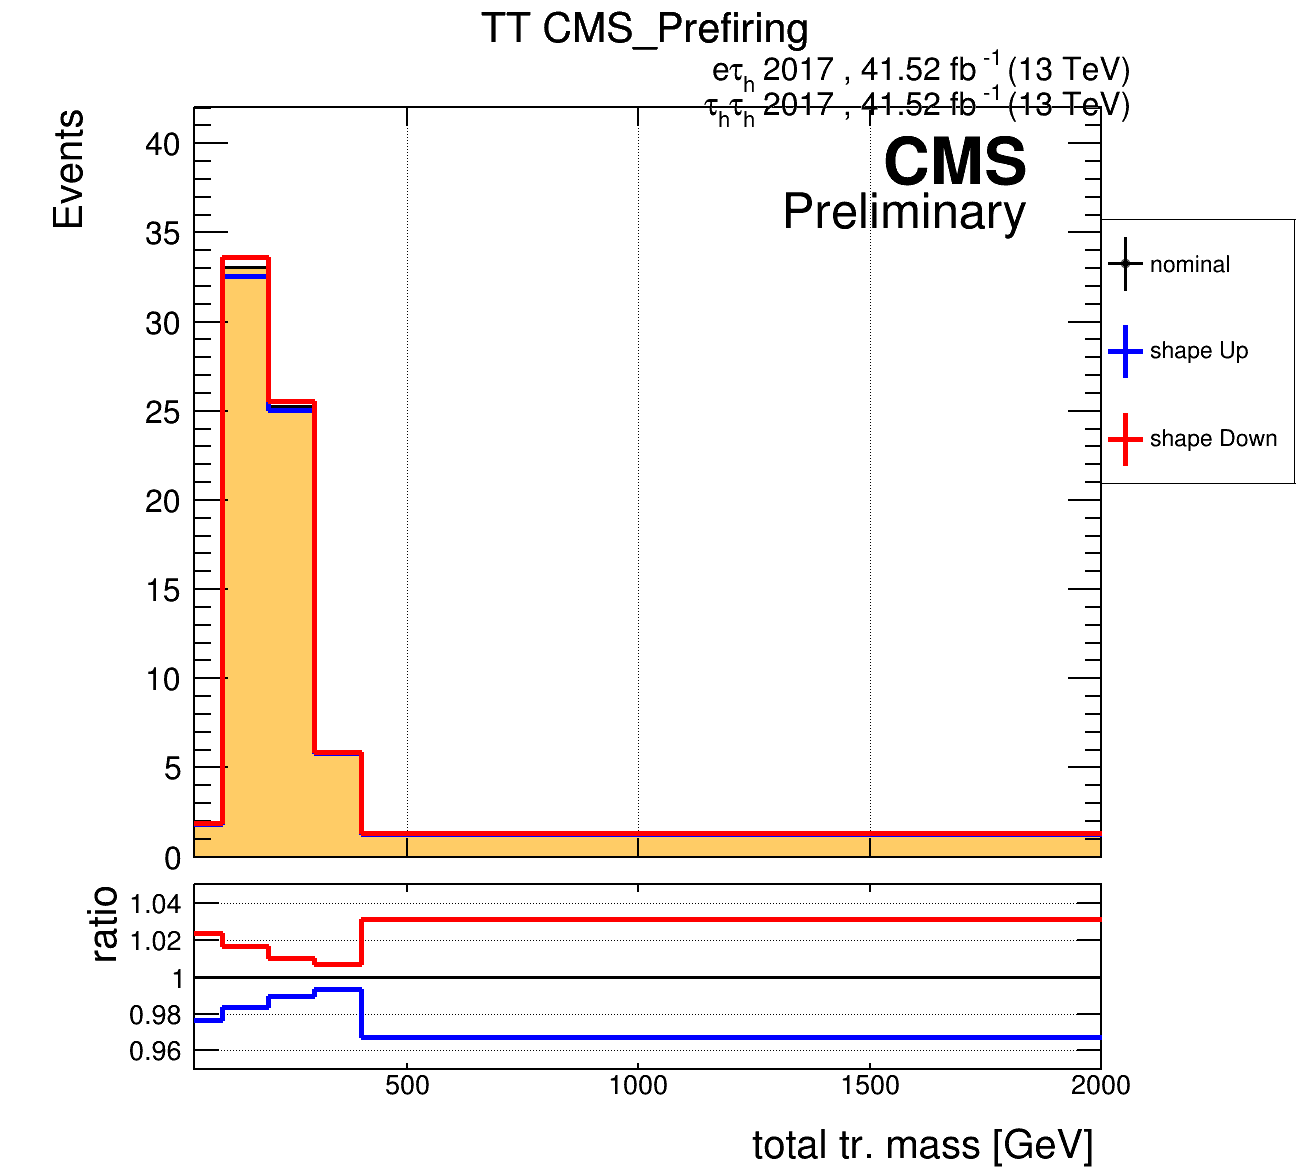 TT CMS_Prefiring
eτh 2017 , 41.52 fb -1 (13 TeV)
τhτh 2017 , 41.52 fb -1 (13 TeV)
CMS
Preliminary
Events
40
35
30
25
20
15
10
5
0
nominal
shape Up
shape Down
ratio
1.04
1.02
1
0.98
0.96
500
1000
1500
2000
total tr. mass [GeV]